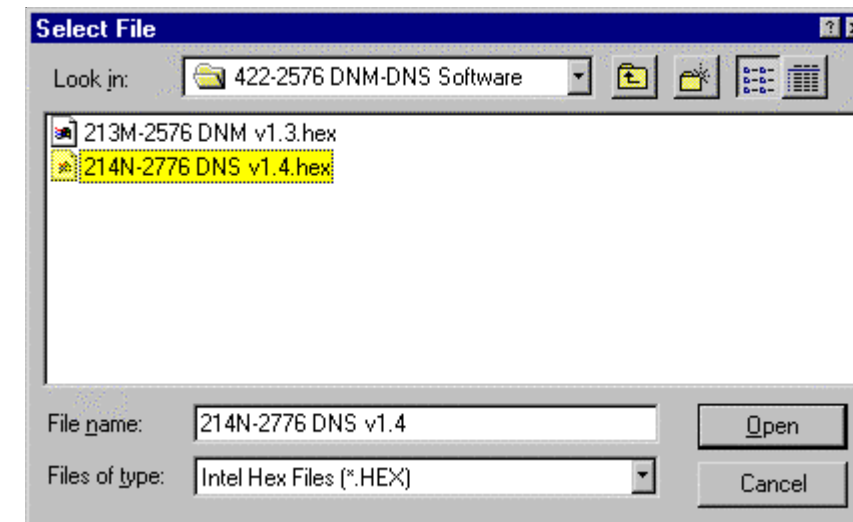 Select File
Look in: 422-2576 DNM-DNS Software
213M-2576 DNM v1.3.hex
214N-2776 DNS v1.4.hex
File name: 214N-2776 DNS v1.4 Open
Files of type: Intel Hex Files (*.HEX) Cancel